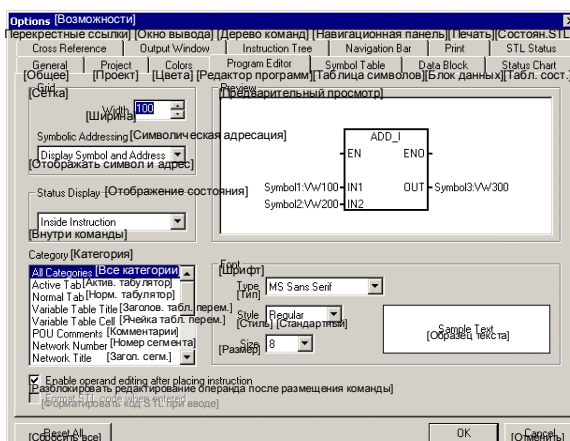 Options [Возможности]
[Перекрестные ссылки] [Окно вывода] [Дерево команд] [Навигационная панель] [Печать] [Состоян.STL
Cross Reference Output Window Instruction Tree Navigation Bar Print STL Status
General Project Colors Program Editor Symbol Table Data Block Status Chart
[Общее] [Проект] [Цвета] [Редактор программ] [Таблица символов] [Блок данных] [Табл. сост.]
Grid Preview
[Сетка] [Предварительный просмотр]
Width 100
[Ширина]
Symbolic Addressing [Символическая адресация]
Display Symbol and Address
[Отображать символ и адрес]
ADD_I
EN ENO
Symbol1:VW100 IN1 OUT Symbol3:VW300
Symbol2:VW200 IN2
Status Display [Отображение состояния]
Inside Instruction
[Внутри команды]
Category [Категория]
All Categories [Все категории]
Active Tab [Актив. табулятор]
Normal Tab [Норм. табулятор]
Variable Table Title [Заголов. табл. перем.]
Variable Table Cell [Ячейка табл. перем.]
POU Comments [Комментарии]
Network Number [Номер сегмента]
Network Title [Загол. сегм.]
Font
[Шрифт]
Type MS Sans Serif
[Тип]
Style Regular
[Стиль] [Стандартный]
Size 8
[Размер]
Sample Text
[Образец текста]
Enable operand editing after placing instruction
[Разблокировать редактирование операнда после размещения команды]
Format STL code when entered
[Форматировать код STL при вводе]
Reset All OK Cancel
[Сбросить все] [Отменить]